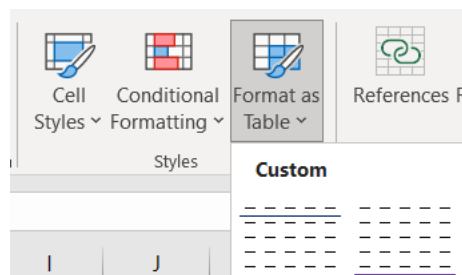 Cell
Styles
Conditional
Formatting
Format as
Table
References
Styles
Custom
I
J